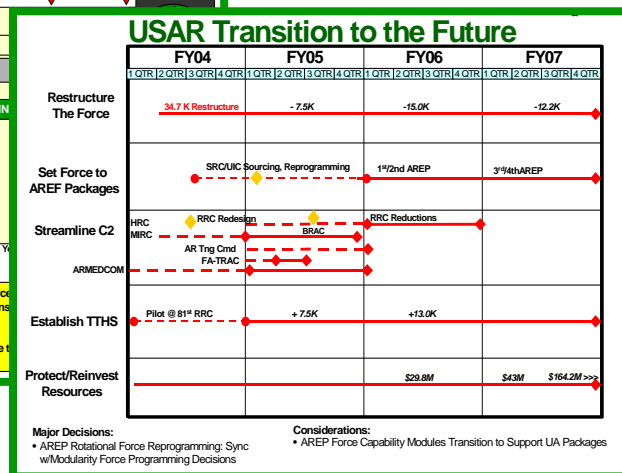 USAR Transition to the Future
FY04 FY05 FY06 FY07
1 QTR 2 QTR 3 QTR 4 QTR 1 QTR 2 QTR 3 QTR 4 QTR 1 QTR 2 QTR 3 QTR 4 QTR 1 QTR 2 QTR 3 QTR 4 QTR
Restructure
The Force
34.7 K Restructure - 7.5K -15.0K -12.2K
Set Force to
AREF Packages
SRC/UIC Sourcing, Reprogramming 1st/2nd AREP 3rd/4thAREP
Streamline C2
HRC RRC Redesign RRC Reductions
MIRC BRAC
AR Tng Cmd
FA-TRAC
ARMEDCOM
Establish TTHS
Pilot @ 81st RRC + 7.5K +13.0K
Protect/Reinvest
Resources
$29.8M $43M $164.2M >>>
Major Decisions:
• AREP Rotational Force Reprogramming: Sync
w/Modularity Force Programming Decisions
Considerations:
• AREP Force Capability Modules Transition to Support UA Packages